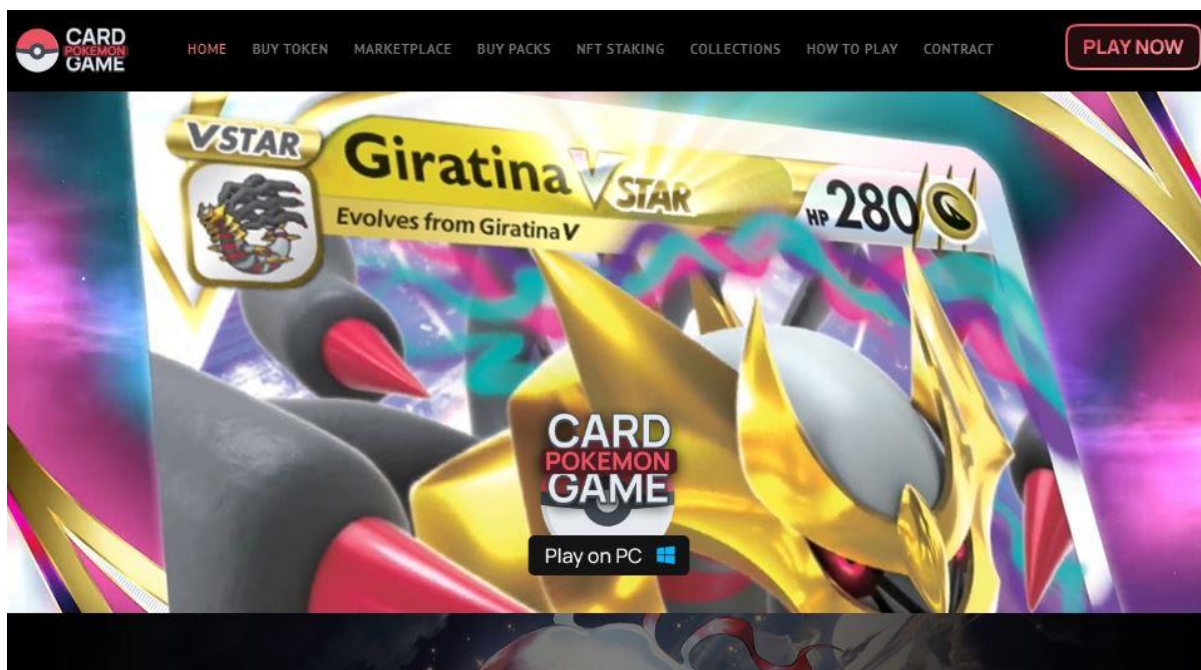 CARD
POKEMON
GAME
HOME BUY TOKEN MARKETPLACE BUY PACKS NFT STAKING COLLECTIONS HOW TO PLAY CONTRACT
PLAY NOW
VSTAR
Giratina VSTAR
HP 280
Evolves from Giratina V
CARD
POKEMON
GAME
Play on PC